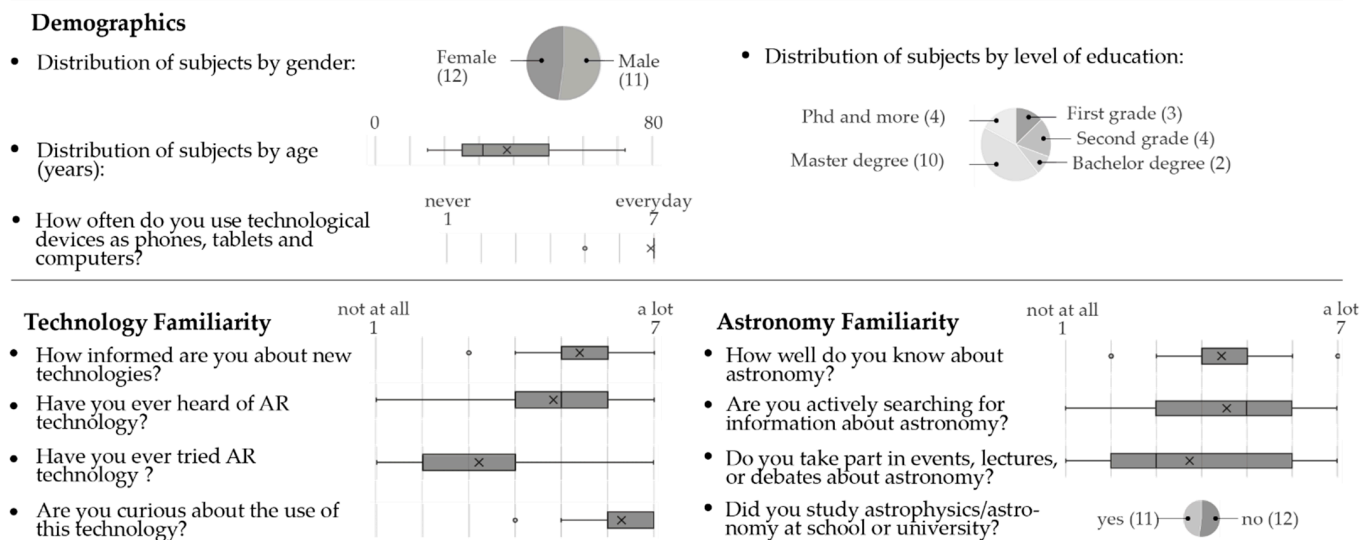 Demographics
• Distribution of subjects by gender:
Female
(12)
Male
(11)
• Distribution of subjects by age
(years):
0
80
• How often do you use technological
devices as phones, tablets and
computers?
never
1
everyday
7
• Distribution of subjects by level of education:
Phd and more (4)
Master degree (10)
First grade (3)
Second grade (4)
Bachelor degree (2)
Technology Familiarity
not at all
1
a lot
7
• How informed are you about new
technologies?
• Have you ever heard of AR
technology?
• Have you ever tried AR
technology ?
• Are you curious about the use of
this technology?
Astronomy Familiarity
not at all
1
a lot
7
• How well do you know about
astronomy?
• Are you actively searching for
information about astronomy?
• Do you take part in events, lectures,
or debates about astronomy?
• Did you study astrophysics/astro-
nomy at school or university?
yes (11)
no (12)